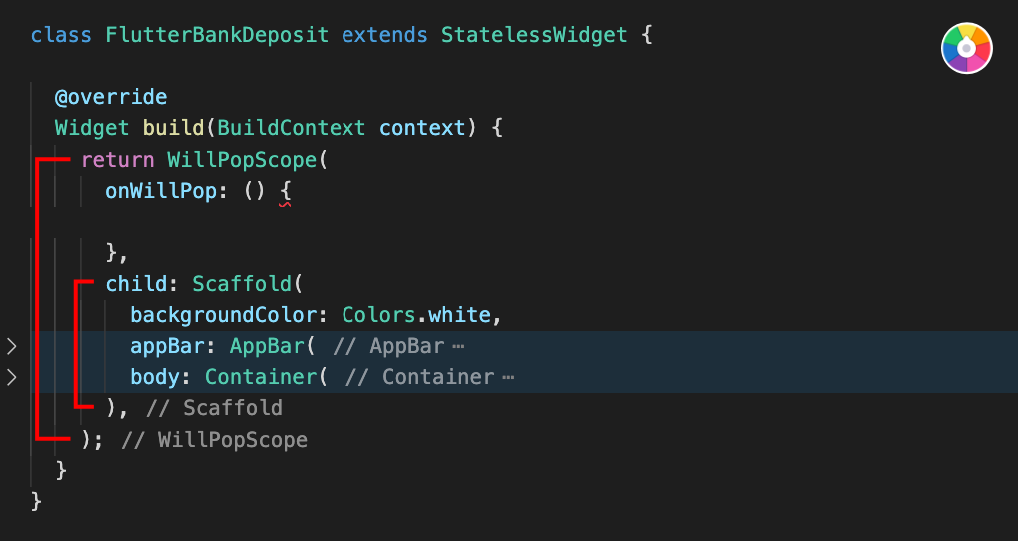 class FlutterBankDeposit extends StatelessWidget {
@override
Widget build(BuildContext context) {
return WillPopScope(
onWillPop: () {
},
child: Scaffold(
backgroundColor: Colors.white,
appBar: AppBar( // AppBar ⋯
body: Container( // Container ⋯
), // Scaffold
); // WillPopScope
}
}